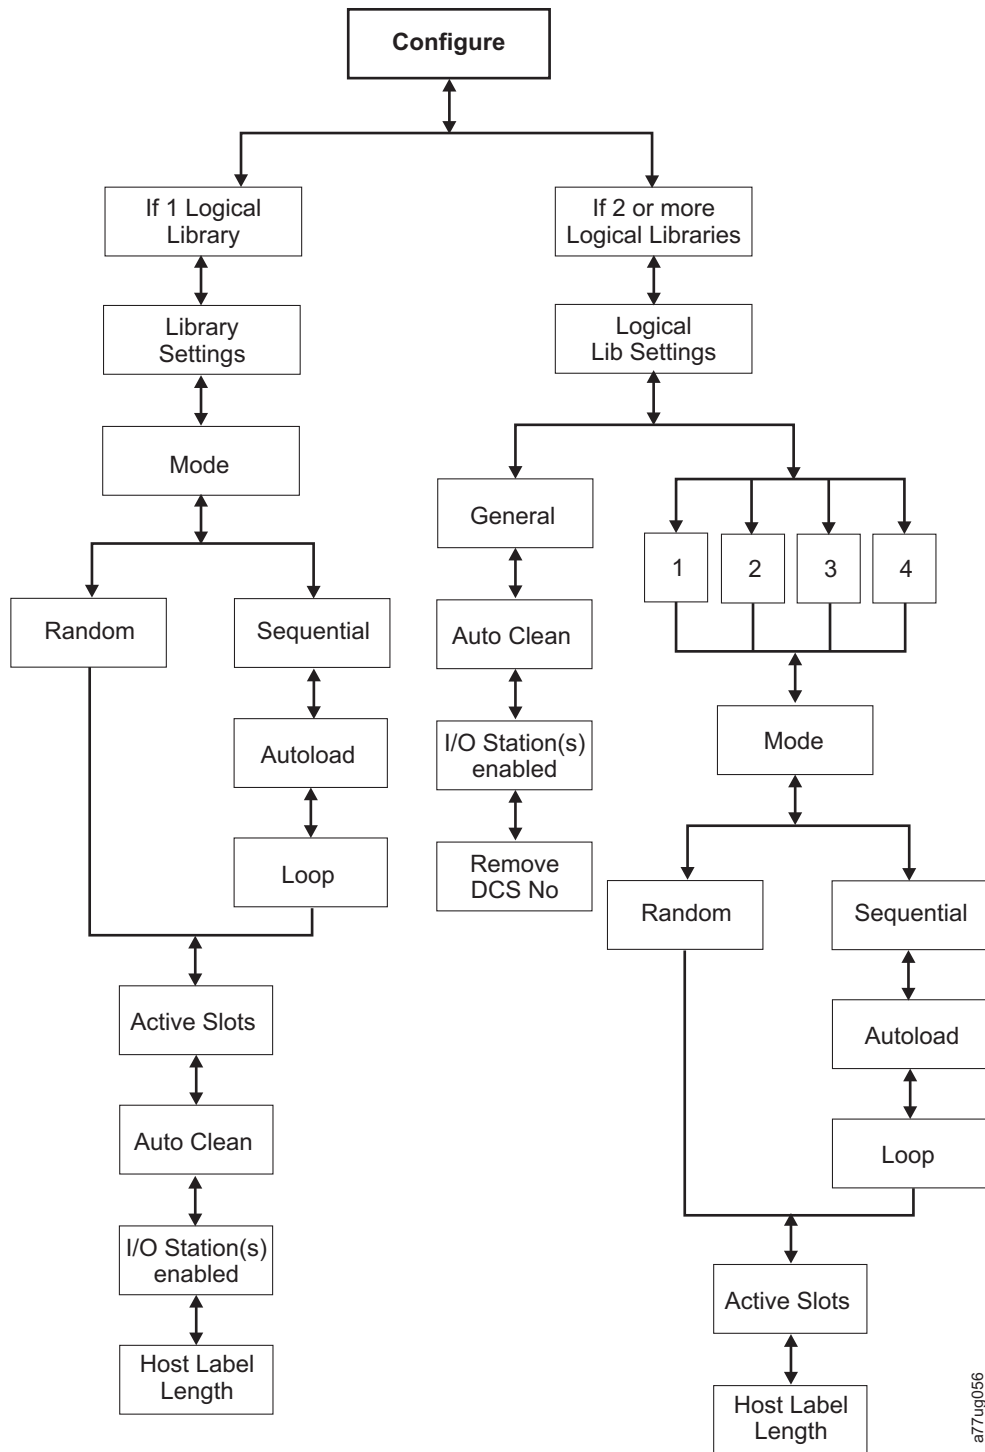 Configure
If 1 Logical
Library
If 2 or more
Logical Libraries
Library
Settings
Logical
Lib Settings
Mode
General
1
2
3
4
Random
Sequential
Auto Clean
Autoload
I/O Station(s)
enabled
Mode
Loop
Remove
DCS No
Random
Sequential
Active Slots
Autoload
Auto Clean
Loop
I/O Station(s)
enabled
Active Slots
Host Label
Length
Host Label
Length
a77ug056